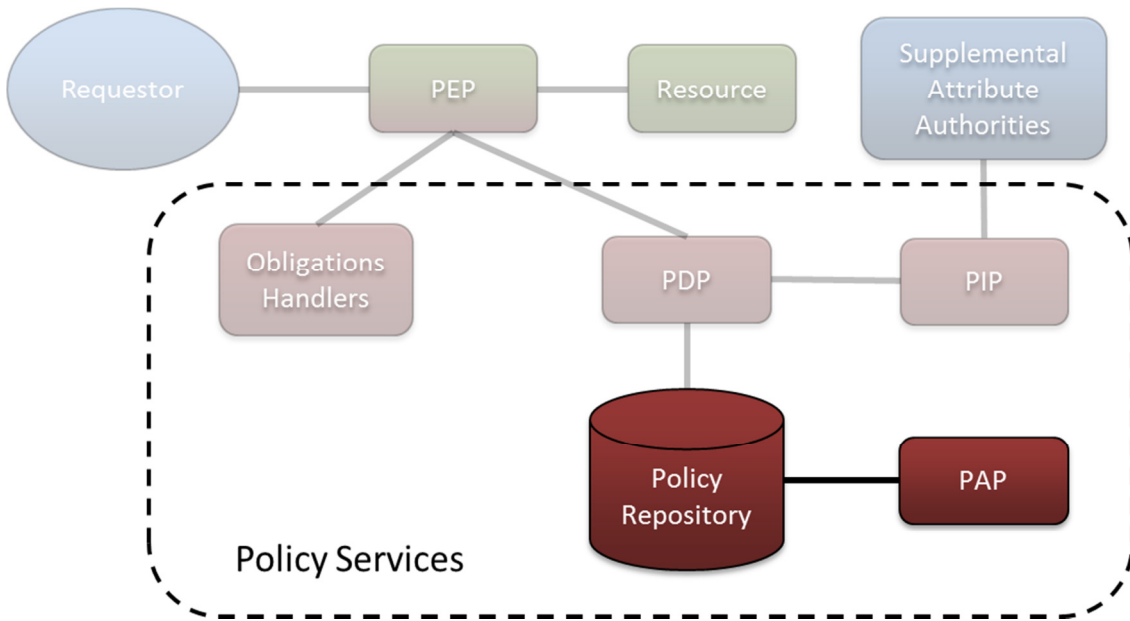 Requestor
PEP
Resource
Supplemental
Attribute
Authorities
Obligations
Handlers
PDP
PIP
Policy
Repository
PAP
Policy Services